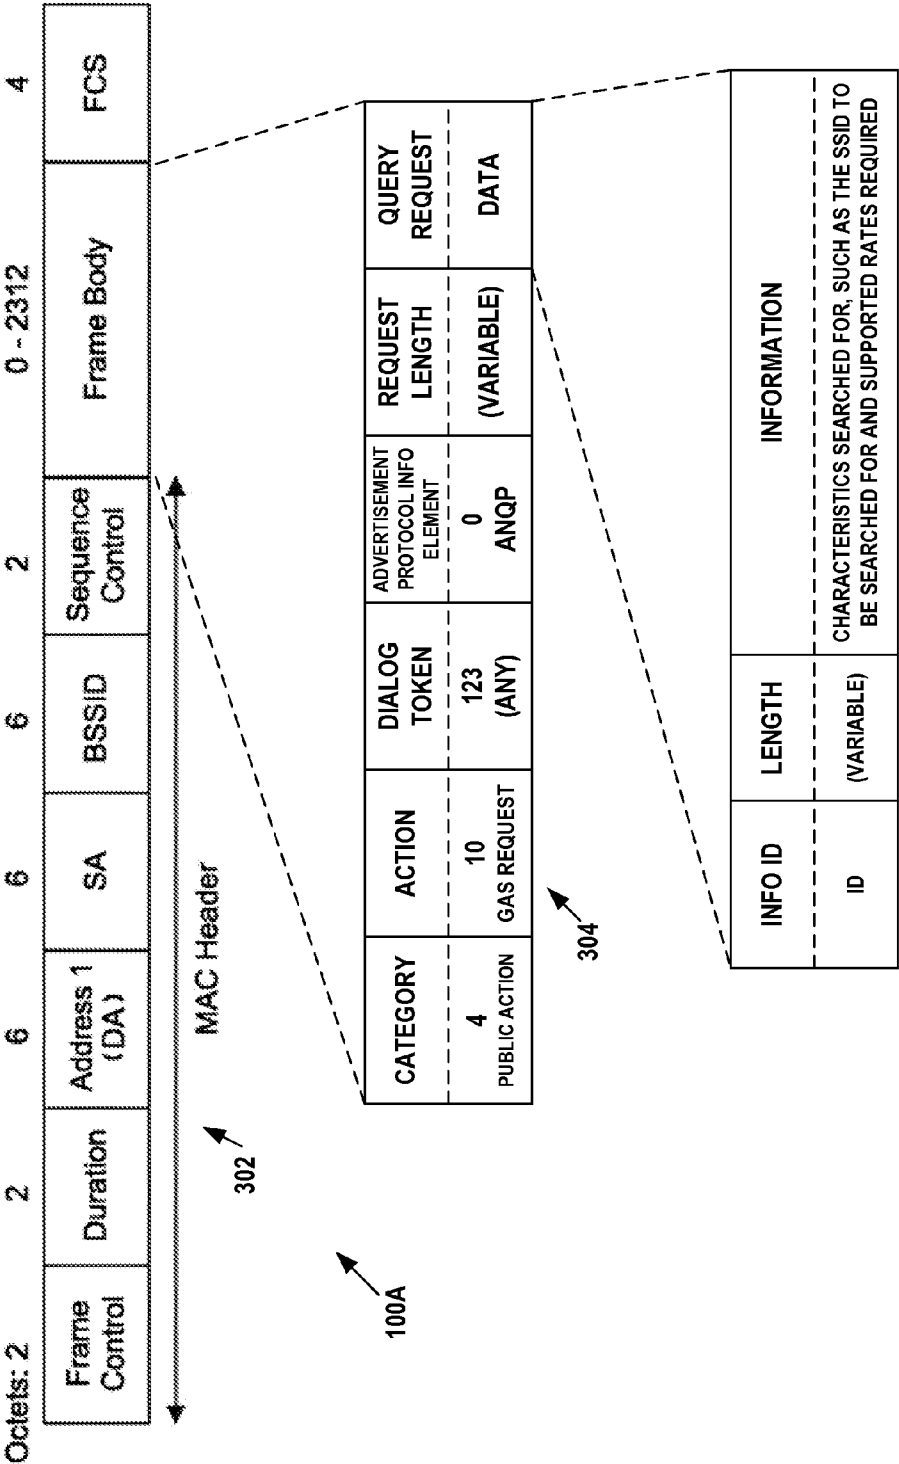 Octets: 2
2
6
6
6
2
0 - 2312
4
Frame
Control
Duration
Address 1
(DA)
SA
BSSID
Sequence
Control
Frame Body
FCS
MAC Header
302
100A
CATEGORY
4
PUBLIC ACTION
ACTION
10
GAS REQUEST
DIALOG
TOKEN
123
(ANY)
ADVERTISEMENT
PROTOCOL INFO
ELEMENT
0
ANQP
REQUEST
LENGTH
(VARIABLE)
QUERY
REQUEST
DATA
304
INFO ID
ID
LENGTH
(VARIABLE)
INFORMATION
CHARACTERISTICS SEARCHED FOR, SUCH AS THE SSID TO
BE SEARCHED FOR AND SUPPORTED RATES REQUIRED